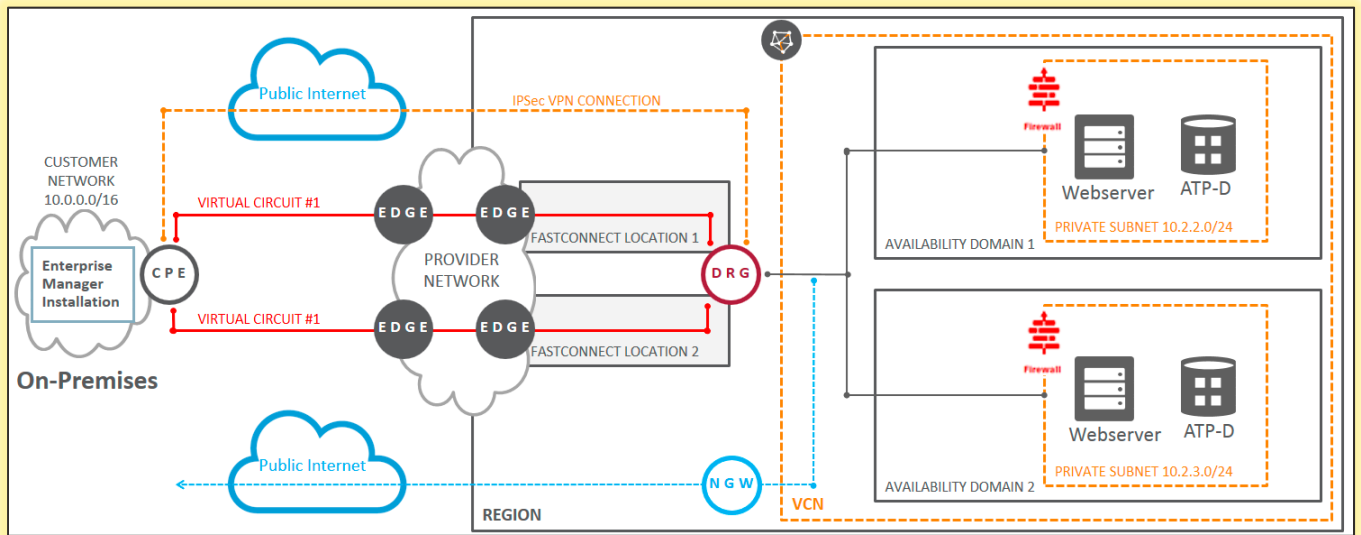 Public Internet
IPSec VPN CONNECTION
CUSTOMER
NETWORK
10.0.0.0/16
Enterprise
Manager
Installation
CPE
On-Premises
VIRTUAL CIRCUIT #1
EDGE
EDGE
FASTCONNECT LOCATION 1
PROVIDER
NETWORK
DRG
VIRTUAL CIRCUIT #1
EDGE
EDGE
FASTCONNECT LOCATION 2
Public Internet
NGW
REGION
VCN
Firewall
Webserver
ATP-D
PRIVATE SUBNET 10.2.2.0/24
AVAILABILITY DOMAIN 1
Firewall
Webserver
ATP-D
PRIVATE SUBNET 10.2.3.0/24
AVAILABILITY DOMAIN 2